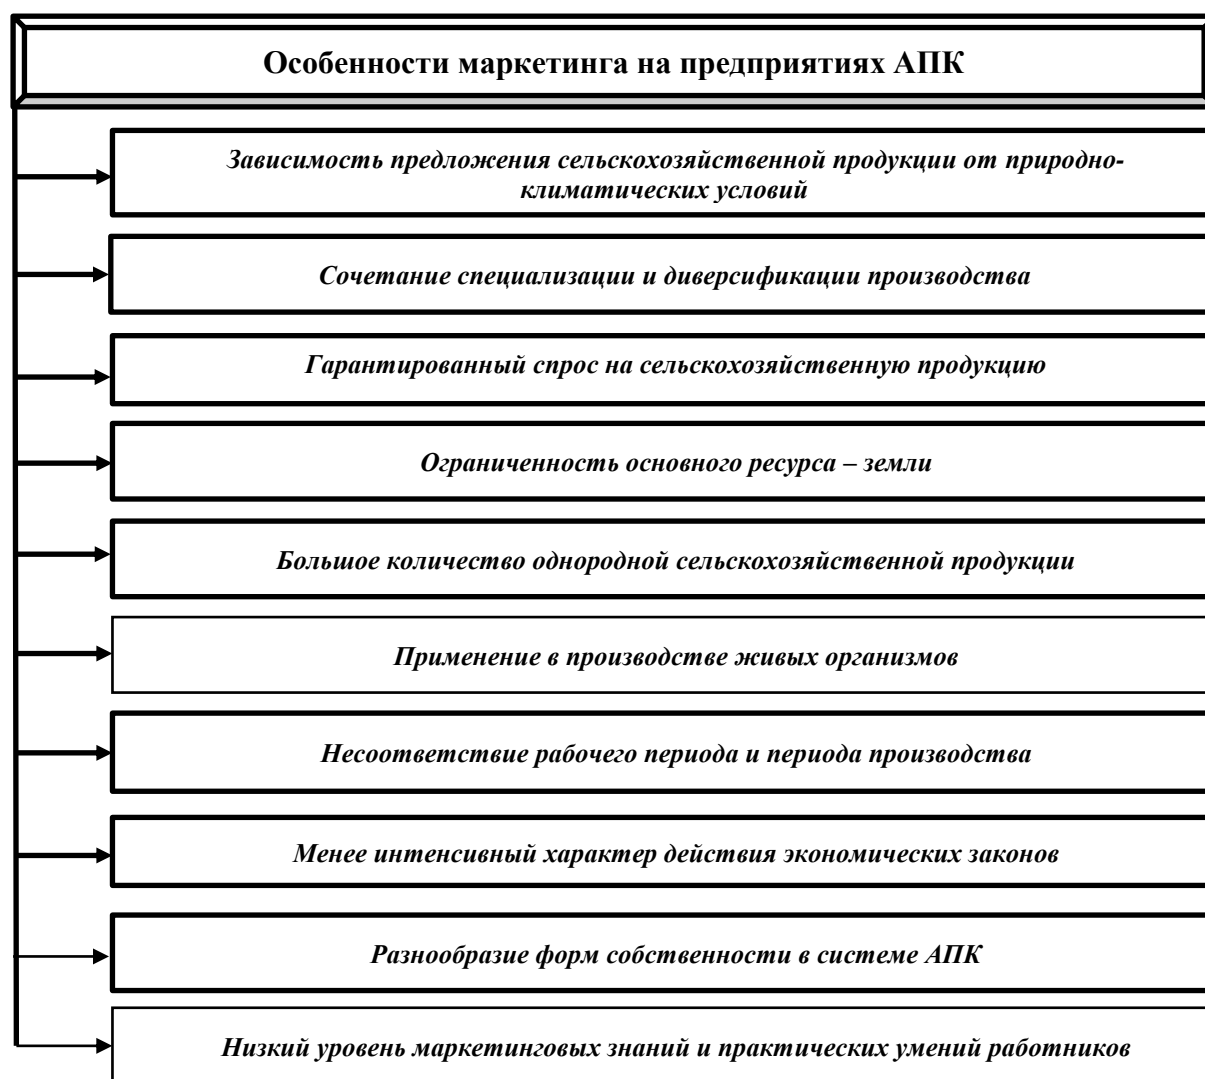 Особенности маркетинга на предприятиях АПК
Зависимость предложения сельскохозяйственной продукции от природно-
климатических условий
Сочетание специализации и диверсификации производства
Гарантированный спрос на сельскохозяйственную продукцию
Ограниченность основного ресурса – земли
Большое количество однородной сельскохозяйственной продукции
Применение в производстве живых организмов
Несоответствие рабочего периода и периода производства
Менее интенсивный характер действия экономических законов
Разнообразие форм собственности в системе АПК
Низкий уровень маркетинговых знаний и практических умений работников